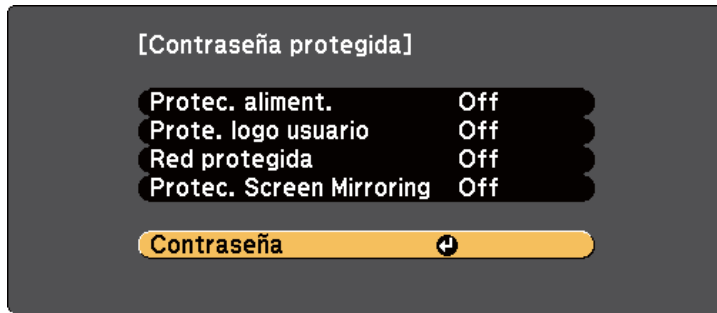 [Contraseña protegida]
Protec. aliment. Off
Prote. logo usuario Off
Red protegida Off
Protec. Screen Mirroring Off
Contraseña